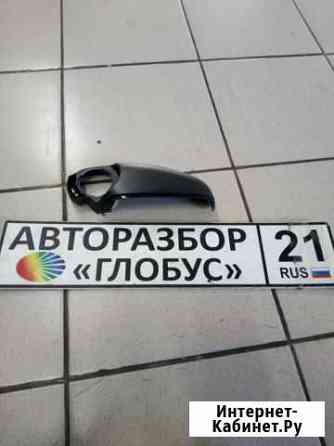 АВТОРАЗБОР
«ГЛОБУС»
21
RUS
Интернет-
Кабинет.Ру